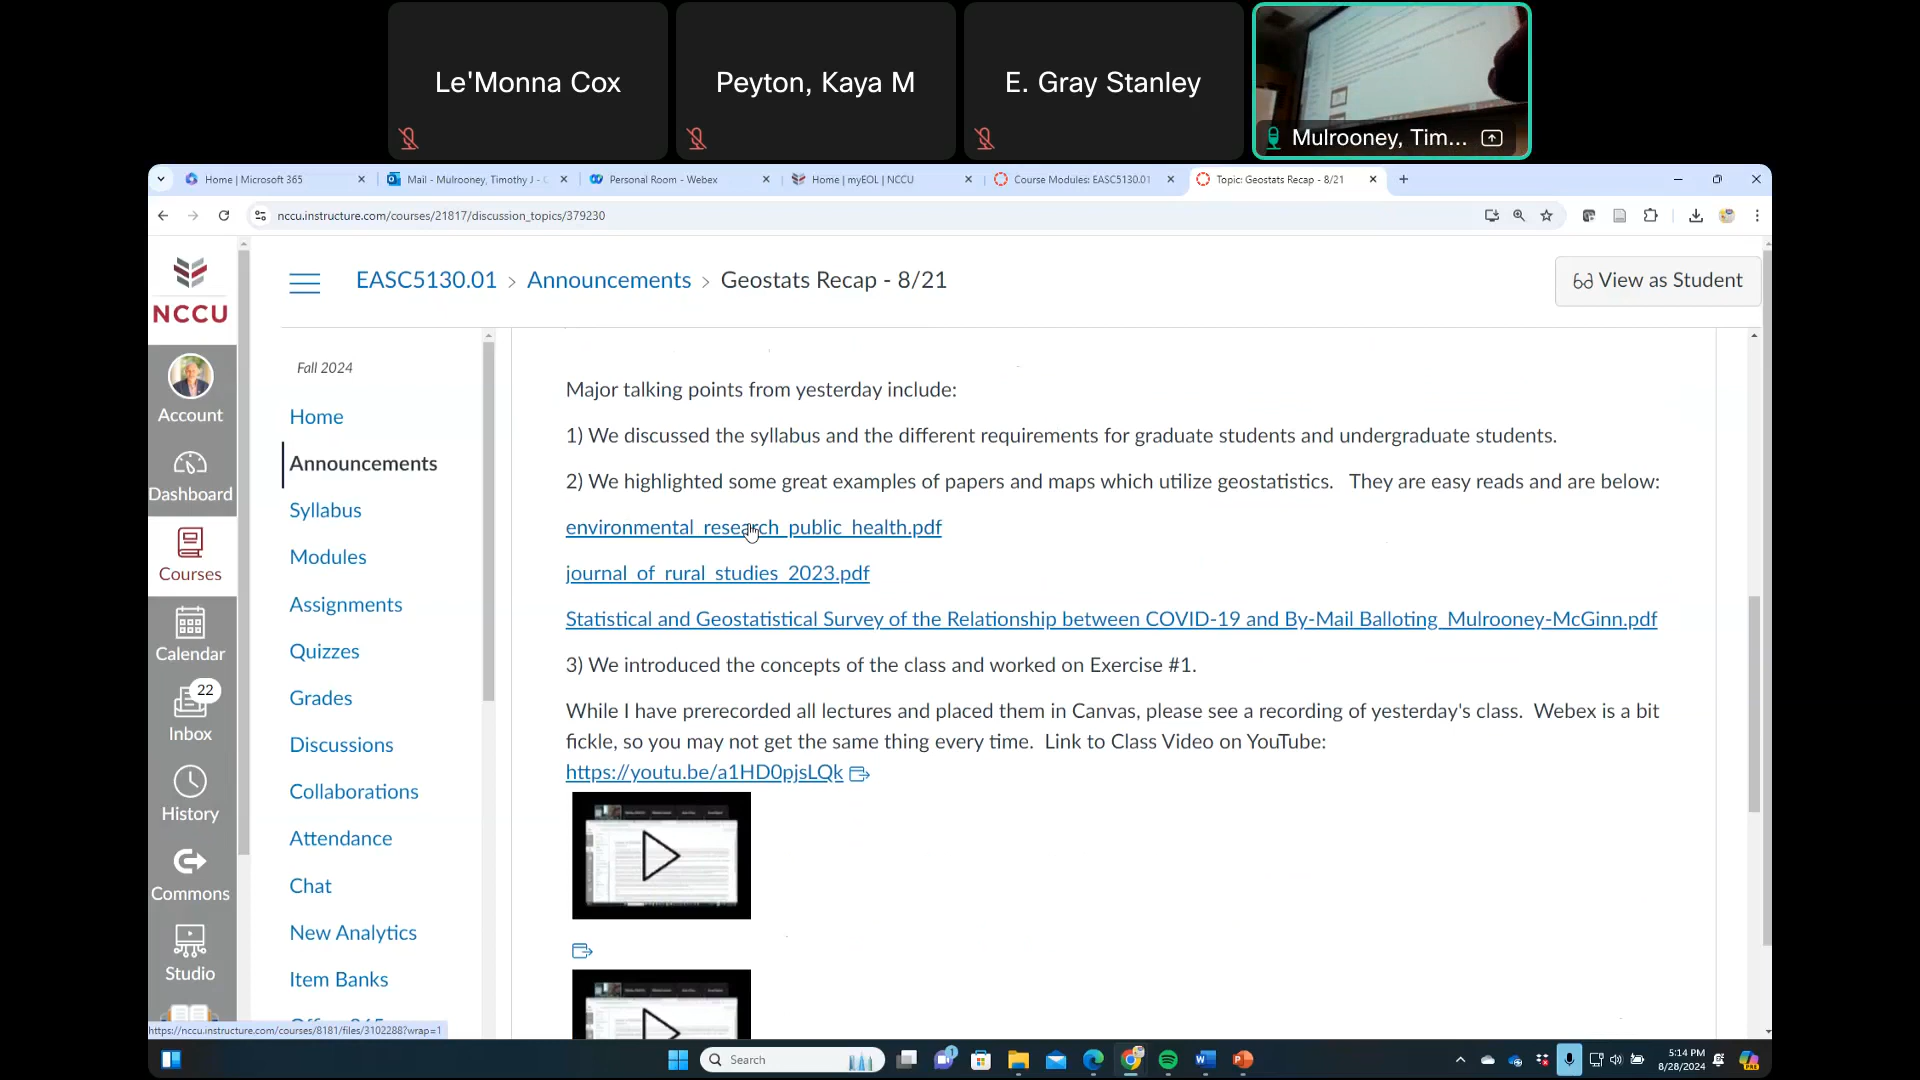 Le'Monna Cox
Peyton, Kaya M
E. Gray Stanley
Mulrooney, Tim...
Home | Microsoft 365
Mail - Mulrooney, Timothy J -
Personal Room - Webex
Home | myEOL | NCCU
Course Modules: EASC5130.01
Topic: Geostats Recap - 8/21
nccu.instructure.com/courses/21817/discussion_topics/379230
NCCU
EASC5130.01 > Announcements > Geostats Recap - 8/21
View as Student
Account
Dashboard
Courses
Calendar
22
Inbox
History
Commons
Studio
Fall 2024
Home
Announcements
Syllabus
Modules
Assignments
Quizzes
Grades
Discussions
Collaborations
Attendance
Chat
New Analytics
Item Banks
Major talking points from yesterday include:
1) We discussed the syllabus and the different requirements for graduate students and undergraduate students.
2) We highlighted some great examples of papers and maps which utilize geostatistics. They are easy reads and are below:
environmental_research_public_health.pdf
journal_of_rural_studies_2023.pdf
Statistical and Geostatistical Survey of the Relationship between COVID-19 and By-Mail Balloting_Mulrooney-McGinn.pdf
3) We introduced the concepts of the class and worked on Exercise #1.
While I have prerecorded all lectures and placed them in Canvas, please see a recording of yesterday's class. Webex is a bit
fickle, so you may not get the same thing every time. Link to Class Video on YouTube:
https://youtu.be/a1HD0pjsLQk
https://nccu.instructure.com/courses/8181/files/3102288?wrap=1
Search
5:14 PM
8/28/2024